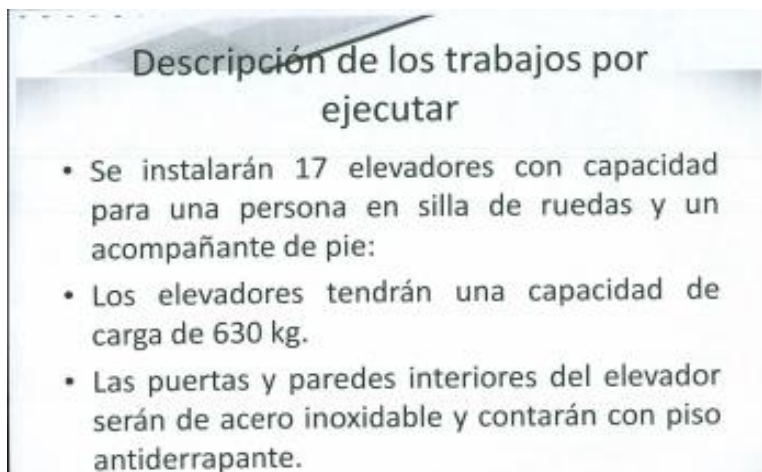 Descripción de los trabajos por
ejecutar
• Se instalarán 17 elevadores con capacidad
para una persona en silla de ruedas y un
acompañante de pie:
• Los elevadores tendrán una capacidad de
carga de 630 kg.
• Las puertas y paredes interiores del elevador
serán de acero inoxidable y contarán con piso
antiderrapante.